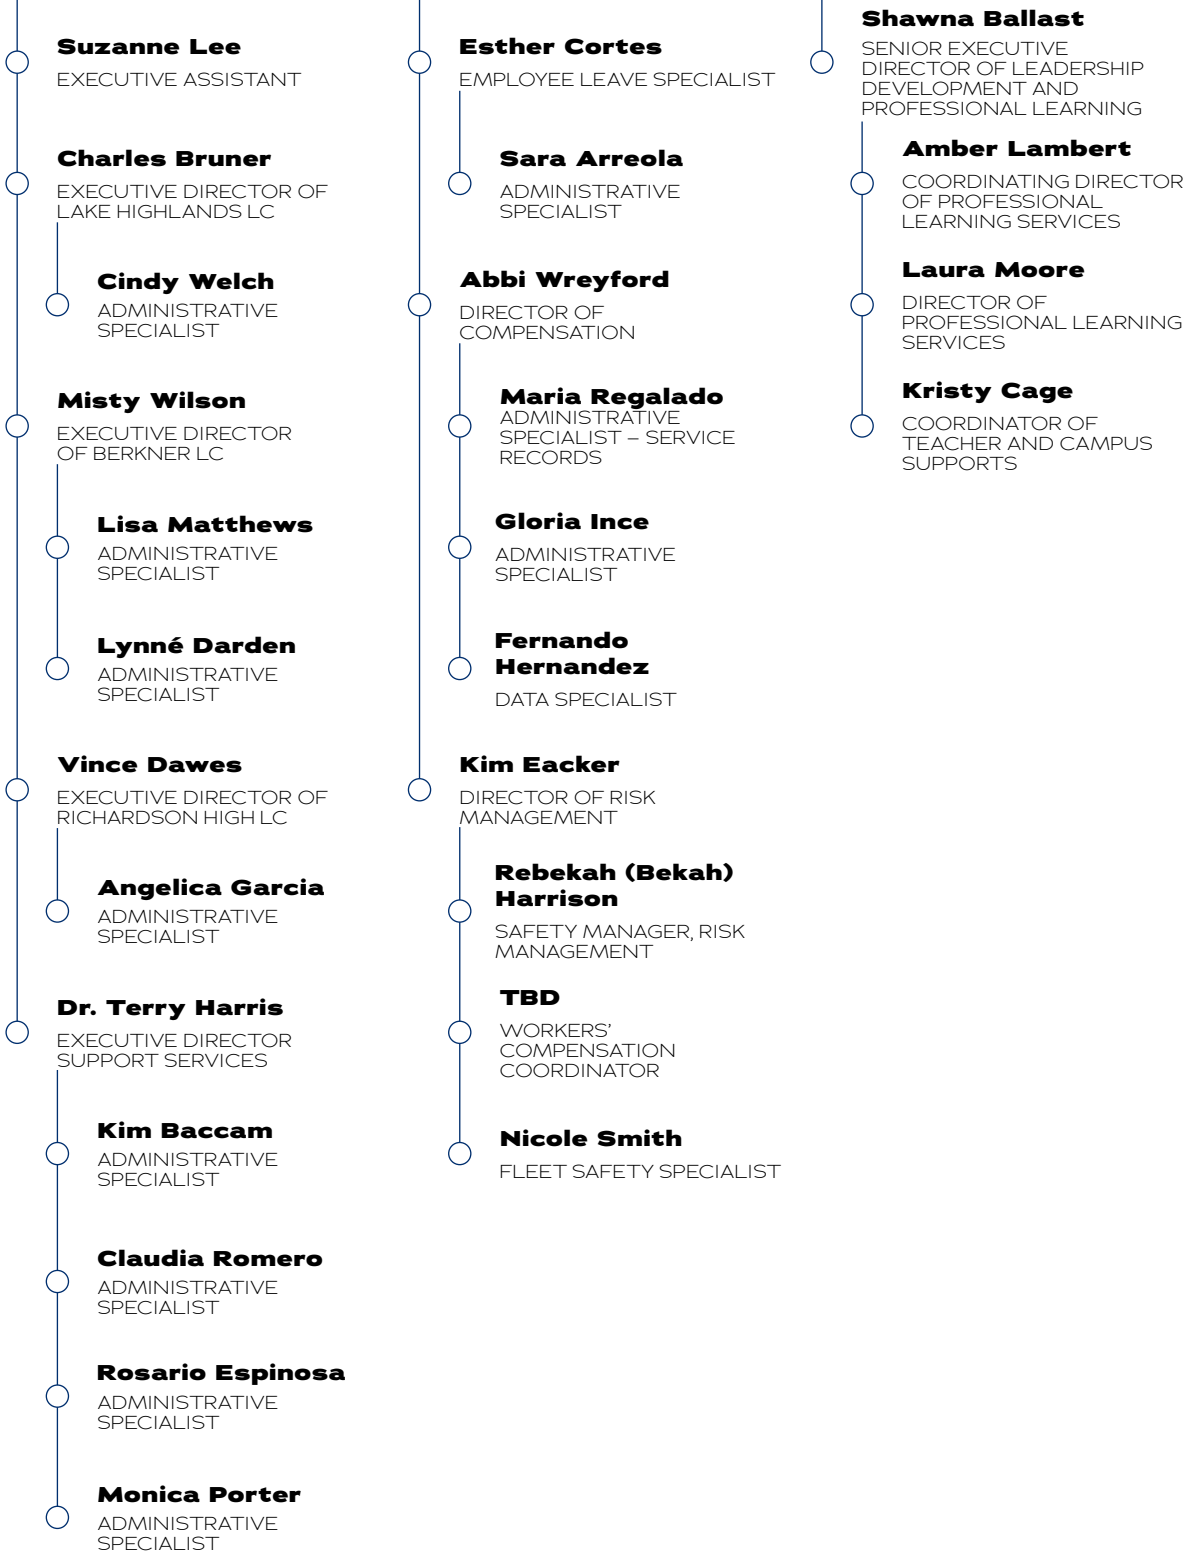 Suzanne Lee
EXECUTIVE ASSISTANT
Charles Bruner
EXECUTIVE DIRECTOR OF
LAKE HIGHLANDS LC
Cindy Welch
ADMINISTRATIVE
SPECIALIST
Misty Wilson
EXECUTIVE DIRECTOR
OF BERKNER LC
Lisa Matthews
ADMINISTRATIVE
SPECIALIST
Lynné Darden
ADMINISTRATIVE
SPECIALIST
Vince Dawes
EXECUTIVE DIRECTOR OF
RICHARDSON HIGH LC
Angelica Garcia
ADMINISTRATIVE
SPECIALIST
Dr. Terry Harris
EXECUTIVE DIRECTOR
SUPPORT SERVICES
Kim Baccam
ADMINISTRATIVE
SPECIALIST
Claudia Romero
ADMINISTRATIVE
SPECIALIST
Rosario Espinosa
ADMINISTRATIVE
SPECIALIST
Monica Porter
ADMINISTRATIVE
SPECIALIST
Esther Cortes
EMPLOYEE LEAVE SPECIALIST
Sara Arreola
ADMINISTRATIVE
SPECIALIST
Abbi Wreyford
DIRECTOR OF
COMPENSATION
Maria Regalado
ADMINISTRATIVE
SPECIALIST – SERVICE
RECORDS
Gloria Ince
ADMINISTRATIVE
SPECIALIST
Fernando
Hernandez
DATA SPECIALIST
Kim Eacker
DIRECTOR OF RISK
MANAGEMENT
Rebekah (Bekah)
Harrison
SAFETY MANAGER, RISK
MANAGEMENT
TBD
WORKERS’
COMPENSATION
COORDINATOR
Nicole Smith
FLEET SAFETY SPECIALIST
Shawna Ballast
SENIOR EXECUTIVE
DIRECTOR OF LEADERSHIP
DEVELOPMENT AND
PROFESSIONAL LEARNING
Amber Lambert
COORDINATING DIRECTOR
OF PROFESSIONAL
LEARNING SERVICES
Laura Moore
DIRECTOR OF
PROFESSIONAL LEARNING
SERVICES
Kristy Cage
COORDINATOR OF
TEACHER AND CAMPUS
SUPPORTS